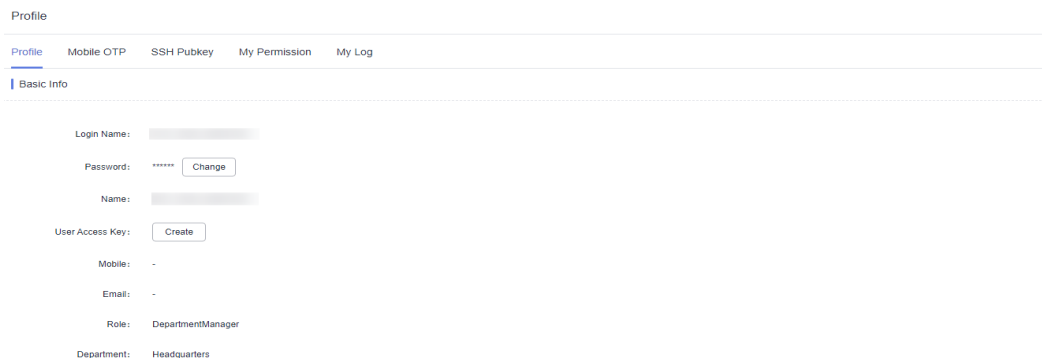 Profile
Profile Mobile OTP SSH Pubkey My Permission My Log
Basic Info
Login Name:
Password: ****** Change
Name:
User Access Key: Create
Mobile: -
Email: -
Role: DepartmentManager
Department: Headquarters